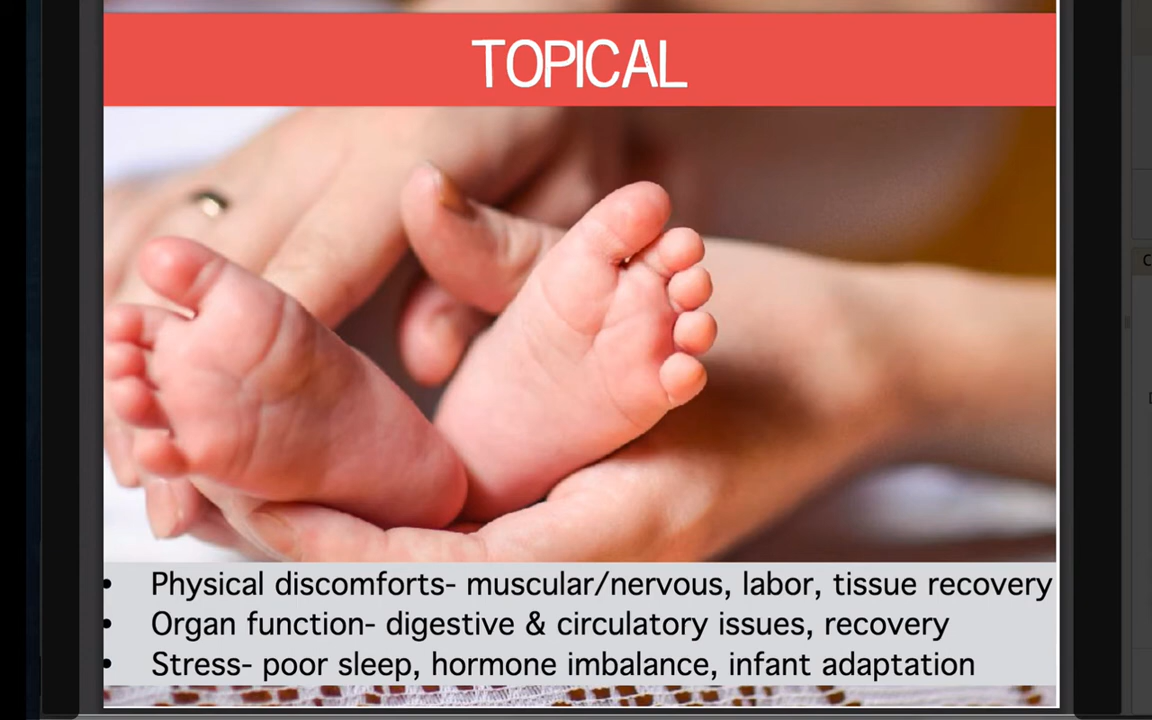 TOPICAL
• Physical discomforts- muscular/nervous, labor, tissue recovery
• Organ function- digestive & circulatory issues, recovery
• Stress- poor sleep, hormone imbalance, infant adaptation